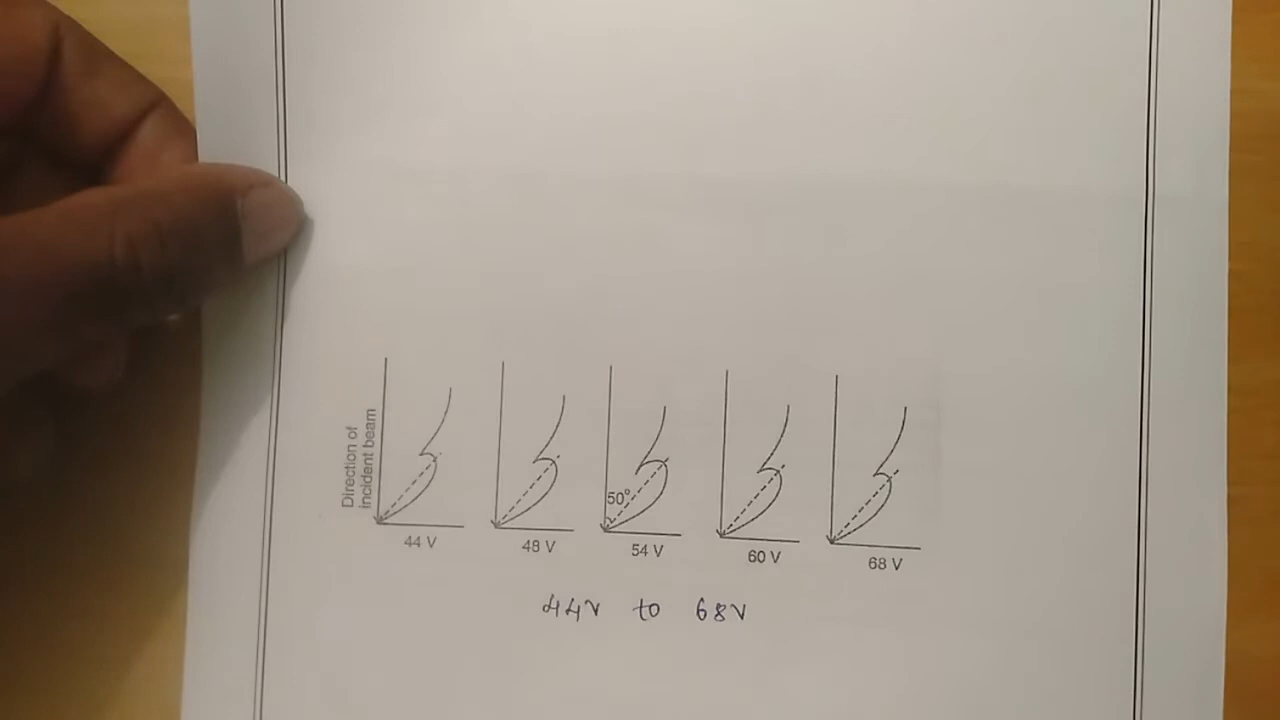 Direction of
incident beam
50°
44 V
48 V
54 V
60 V
68 V
44V to 68V